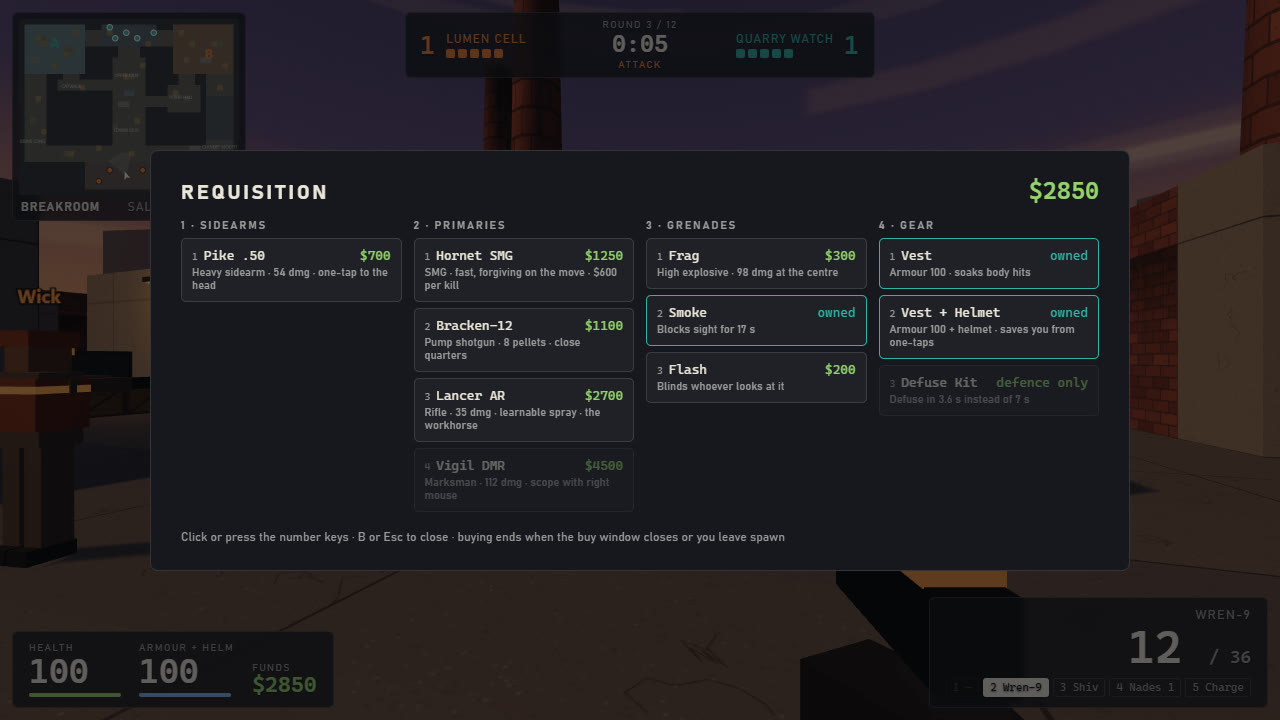 A
B
BREAKROOM
ROUND 3 / 12
1 LUMEN CELL
0:05
ATTACK
QUARRY WATCH 1
Wick
REQUISITION
$2850
1 · SIDEARMS
1 Pike .50 $700
Heavy sidearm · 54 dmg · one-tap to the
head
2 · PRIMARIES
1 Hornet SMG $1250
SMG · fast, forgiving on the move · $600
per kill
2 Bracken-12 $1100
Pump shotgun · 8 pellets · close
quarters
3 Lancer AR $2700
Rifle · 35 dmg · learnable spray · the
workhorse
4 Vigil DMR $4500
Marksman · 112 dmg · scope with right
mouse
3 · GRENADES
1 Frag $300
High explosive · 98 dmg at the centre
2 Smoke owned
Blocks sight for 17 s
3 Flash $200
Blinds whoever looks at it
4 · GEAR
1 Vest owned
Armour 100 · soaks body hits
2 Vest + Helmet owned
Armour 100 + helmet · saves you from
one-taps
3 Defuse Kit defence only
Defuse in 3.6 s instead of 7 s
Click or press the number keys · B or Esc to close · buying ends when the buy window closes or you leave spawn
HEALTH
100
ARMOUR + HELM
100
FUNDS
$2850
WREN-9
12 / 36
1 —
2 Wren-9
3 Shiv
4 Nades 1
5 Charge